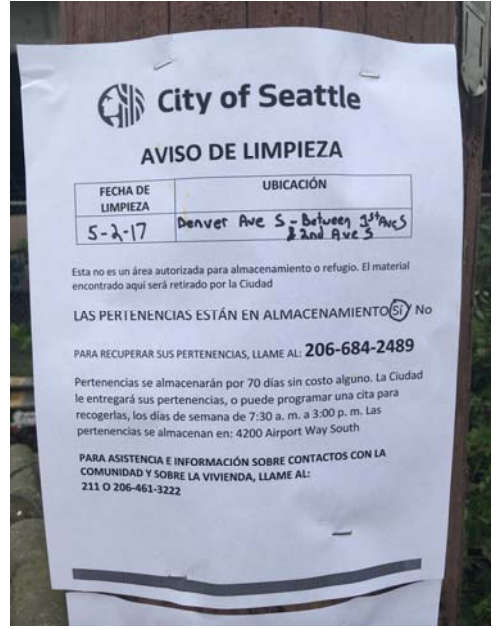 City of Seattle
AVISO DE LIMPIEZA
FECHA DE
LIMPIEZA
UBICACIÓN
5-2-17
Denver Ave S - Between 1st Ave S
& 2nd Ave S
Esta no es un área autorizada para almacenamiento o refugio. El material
encontrado aquí será retirado por la Ciudad
LAS PERTENENCIAS ESTÁN EN ALMACENAMIENTO Sí / No
PARA RECUPERAR SUS PERTENENCIAS, LLAME AL: 206-684-2489
Pertenencias se almacenarán por 70 días sin costo alguno. La Ciudad
le entregará sus pertenencias, o puede programar una cita para
recogerlas, los días de semana de 7:30 a. m. a 3:00 p. m. Las
pertenencias se almacenan en: 4200 Airport Way South
PARA ASISTENCIA E INFORMACIÓN SOBRE CONTACTOS CON LA
COMUNIDAD Y SOBRE LA VIVIENDA, LLAME AL:
211 O 206-461-3222